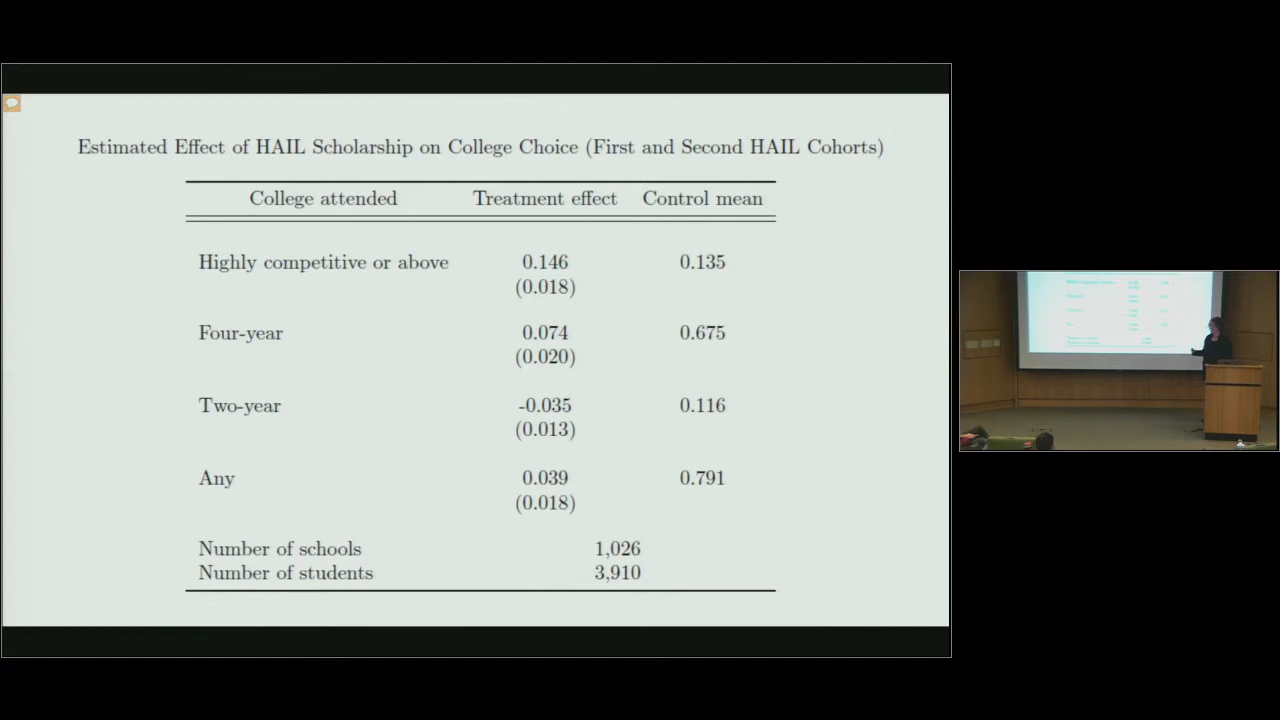 Estimated Effect of HAIL Scholarship on College Choice (First and Second HAIL Cohorts)
College attended Treatment effect Control mean
Highly competitive or above 0.146 0.135
(0.018)
Four-year 0.074 0.675
(0.020)
Two-year -0.035 0.116
(0.013)
Any 0.039 0.791
(0.018)
Number of schools 1,026
Number of students 3,910